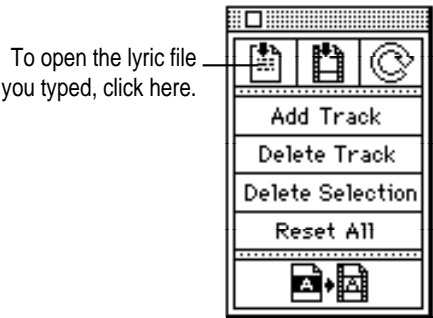 To open the lyric file
you typed, click here.
Add Track
Delete Track
Delete Selection
Reset All
A A